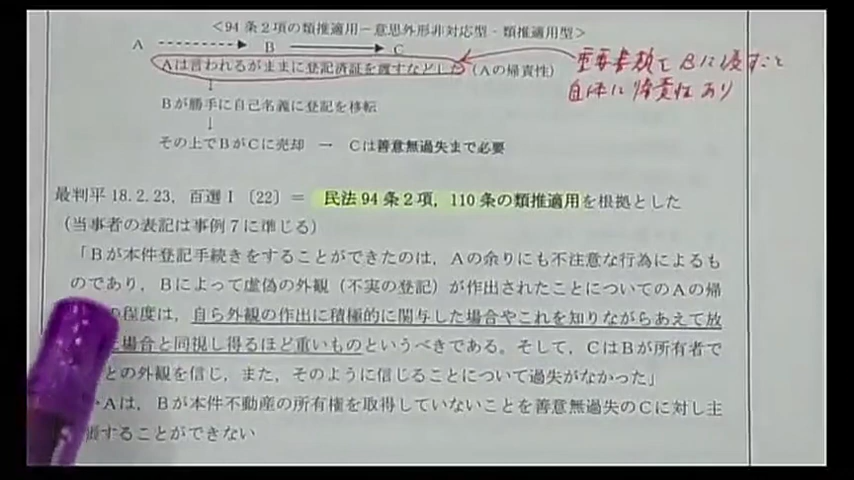 <94条2項の類推適用－意思外形非対応型‐類推適用型>
A B C
Aは言われるがままに登記済証を渡すなどした（Aの帰責性）
重要書類をBに渡すこと
自体に帰責性あり
↓
Bが勝手に自己名義に登記を移転
↓
その上でBがCに売却 → Cは善意無過失まで必要
最判平18.2.23，百選Ⅰ〔22〕＝ 民法94条2項，110条の類推適用を根拠とした
（当事者の表記は事例7に準じる）
「Bが本件登記手続きをすることができたのは，Aの余りにも不注意な行為によるも
のであり，Bによって虚偽の外観（不実の登記）が作出されたことについてのAの帰
程度は，自ら外観の作出に積極的に関与した場合やこれを知りながらあえて放
場合と同視し得るほど重いものというべきである。そして，CはBが所有者で
との外観を信じ，また，そのように信じることについて過失がなかった」
Aは，Bが本件不動産の所有権を取得していないことを善意無過失のCに対し主
張することができない